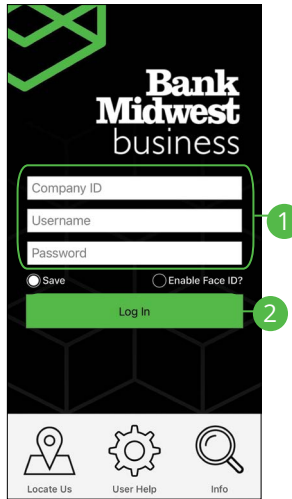 Bank
Midwest
business
Company ID
Username
Password
1
Save Enable Face ID?
Log In
2
Locate Us User Help Info